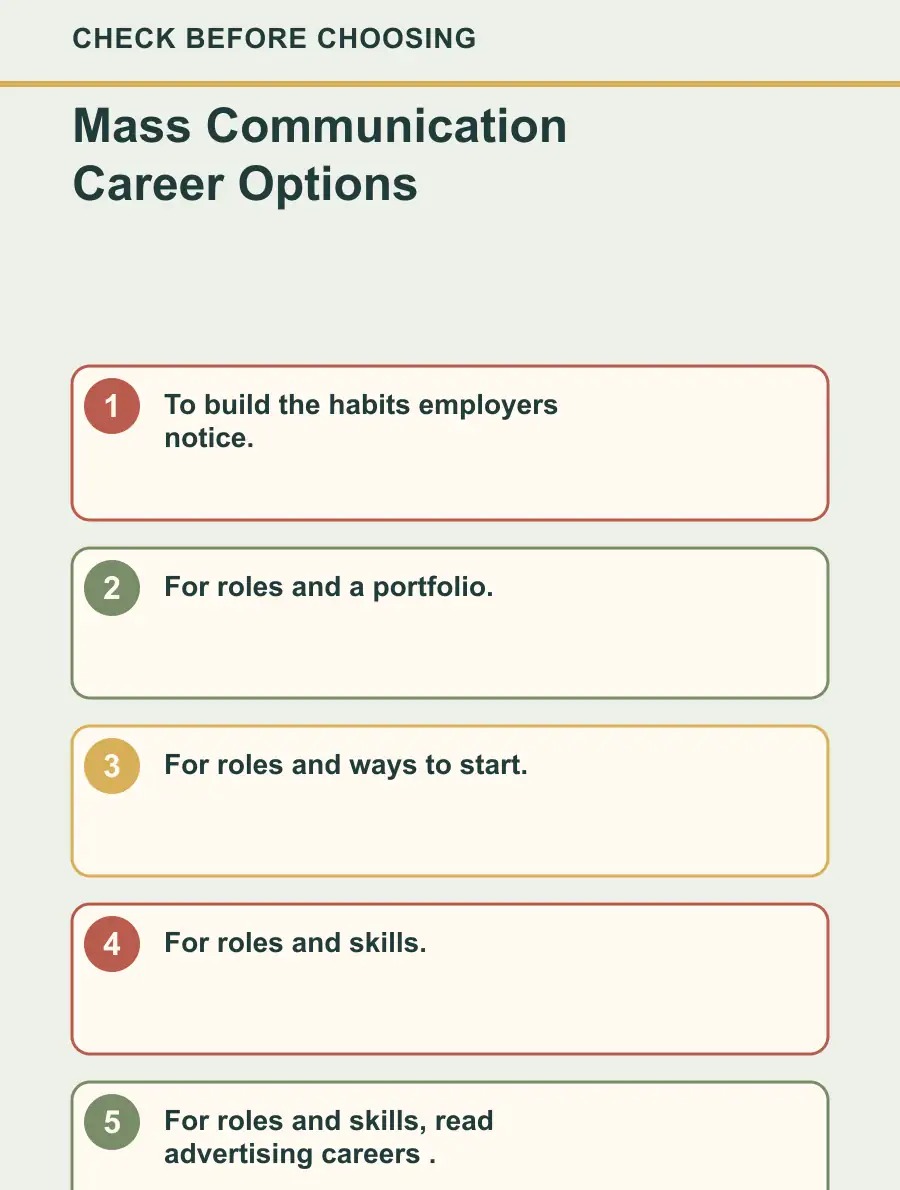 CHECK BEFORE CHOOSING
Mass Communication
Career Options
1
To build the habits employers
notice.
2
For roles and a portfolio.
3
For roles and ways to start.
4
For roles and skills.
5
For roles and skills, read
advertising careers .